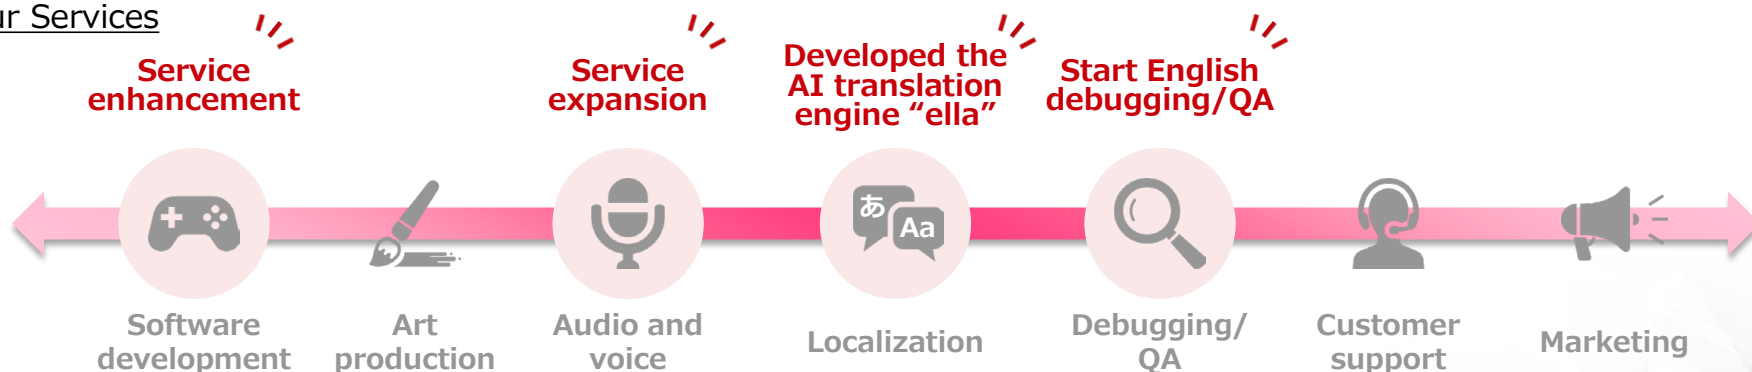 ur Services
Service
enhancement
Service
expansion
Developed the
AI translation
engine “ella”
Start English
debugging/QA
あ
Aa
Software
development
Art
production
Audio and
voice
Localization
Debugging/
QA
Customer
support
Marketing